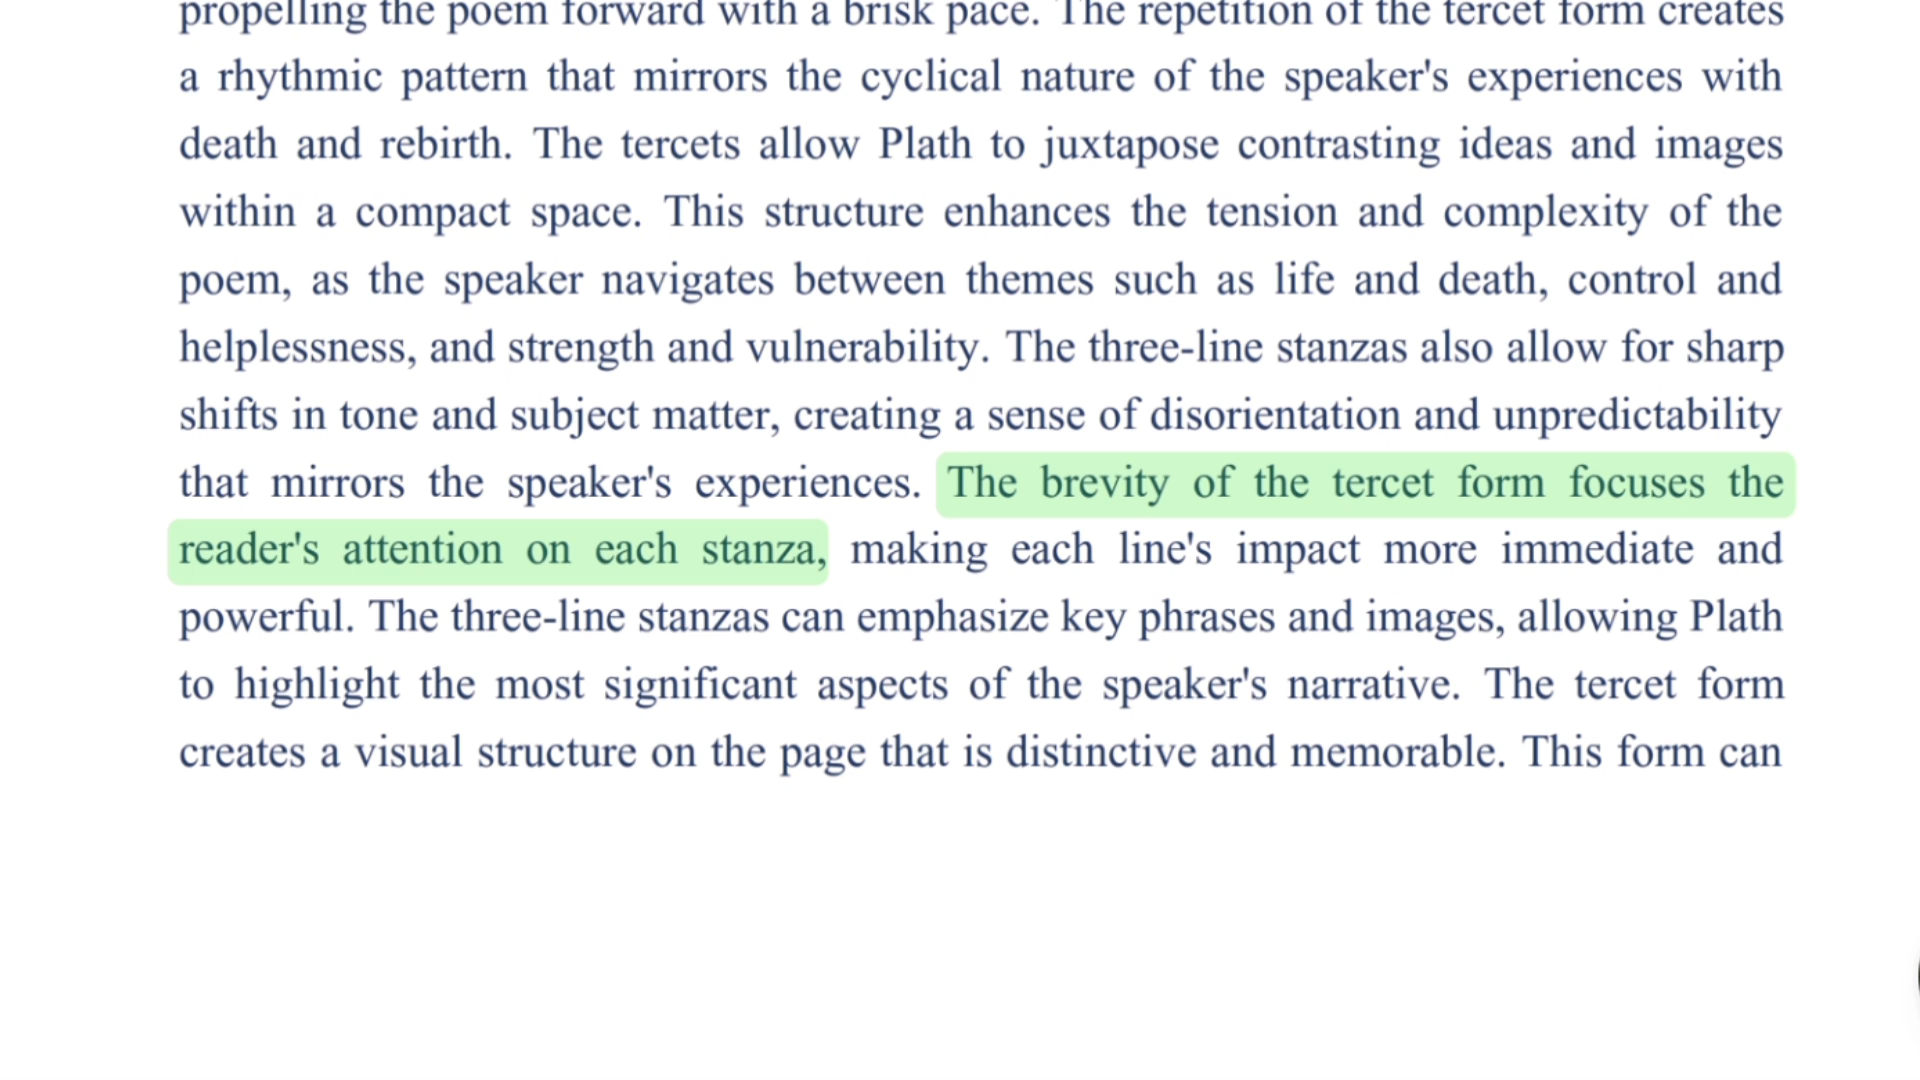 propelling the poem forward with a brisk pace. The repetition of the tercet form creates
a rhythmic pattern that mirrors the cyclical nature of the speaker's experiences with
death and rebirth. The tercets allow Plath to juxtapose contrasting ideas and images
within a compact space. This structure enhances the tension and complexity of the
poem, as the speaker navigates between themes such as life and death, control and
helplessness, and strength and vulnerability. The three-line stanzas also allow for sharp
shifts in tone and subject matter, creating a sense of disorientation and unpredictability
that mirrors the speaker's experiences. The brevity of the tercet form focuses the
reader's attention on each stanza, making each line's impact more immediate and
powerful. The three-line stanzas can emphasize key phrases and images, allowing Plath
to highlight the most significant aspects of the speaker's narrative. The tercet form
creates a visual structure on the page that is distinctive and memorable. This form can